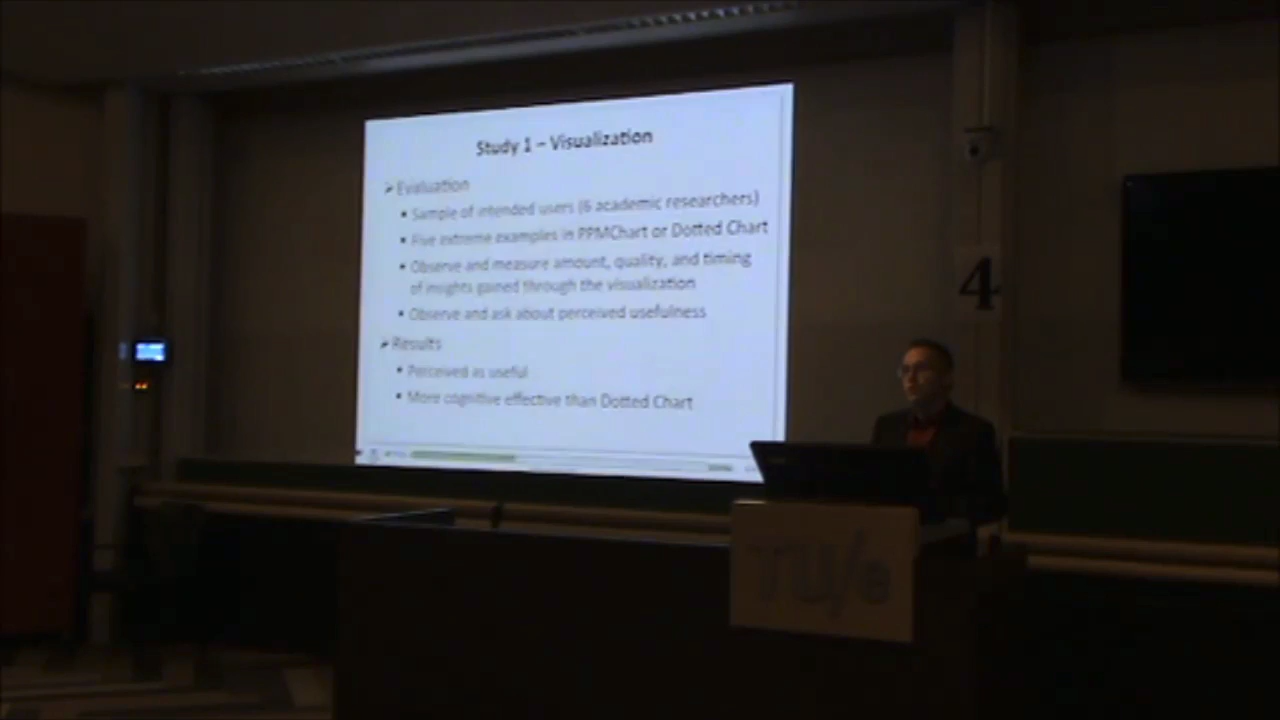 Study 1 – Visualization
➢ Evaluation
▪ Sample of intended users (6 academic researchers)
▪ Five extreme examples in PPMChart or Dotted Chart
▪ Observe and measure amount, quality, and timing
of insights gained through the visualization
▪ Observe and ask about perceived usefulness
➢ Results
▪ Perceived as useful
▪ More cognitive effective than Dotted Chart
4
TU/e